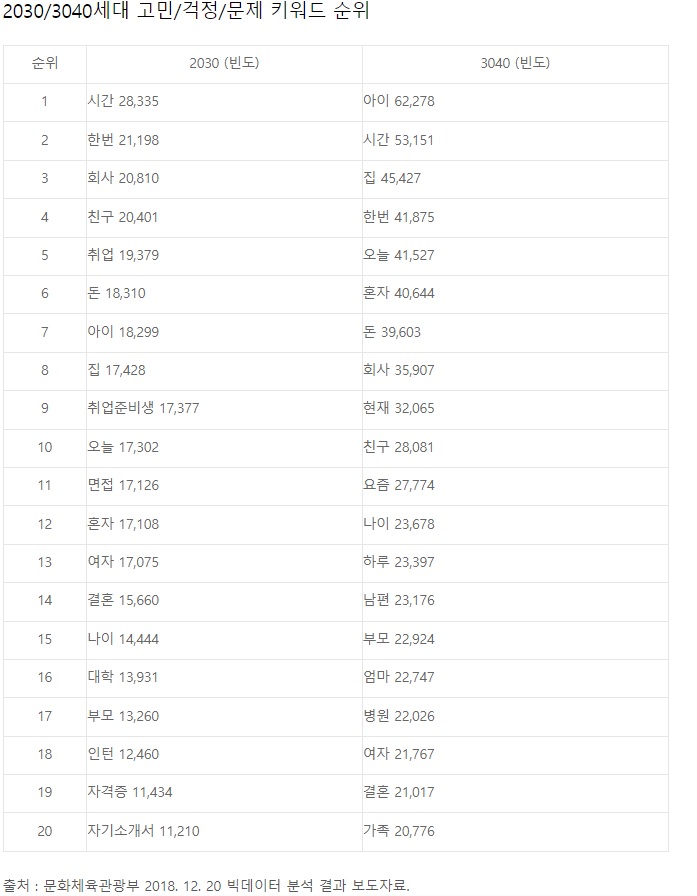 2030/3040세대 고민/걱정/문제 키워드 순위
순위 2030 (빈도) 3040 (빈도)
1 시간 28,335 아이 62,278
2 한번 21,198 시간 53,151
3 회사 20,810 집 45,427
4 친구 20,401 한번 41,875
5 취업 19,379 오늘 41,527
6 돈 18,310 혼자 40,644
7 아이 18,299 돈 39,603
8 집 17,428 회사 35,907
9 취업준비생 17,377 현재 32,065
10 오늘 17,302 친구 28,081
11 면접 17,126 요즘 27,774
12 혼자 17,108 나이 23,678
13 여자 17,075 하루 23,397
14 결혼 15,660 남편 23,176
15 나이 14,444 부모 22,924
16 대학 13,931 엄마 22,747
17 부모 13,260 병원 22,026
18 인턴 12,460 여자 21,767
19 자격증 11,434 결혼 21,017
20 자기소개서 11,210 가족 20,776
출처 : 문화체육관광부 2018. 12. 20 빅데이터 분석 결과 보도자료.